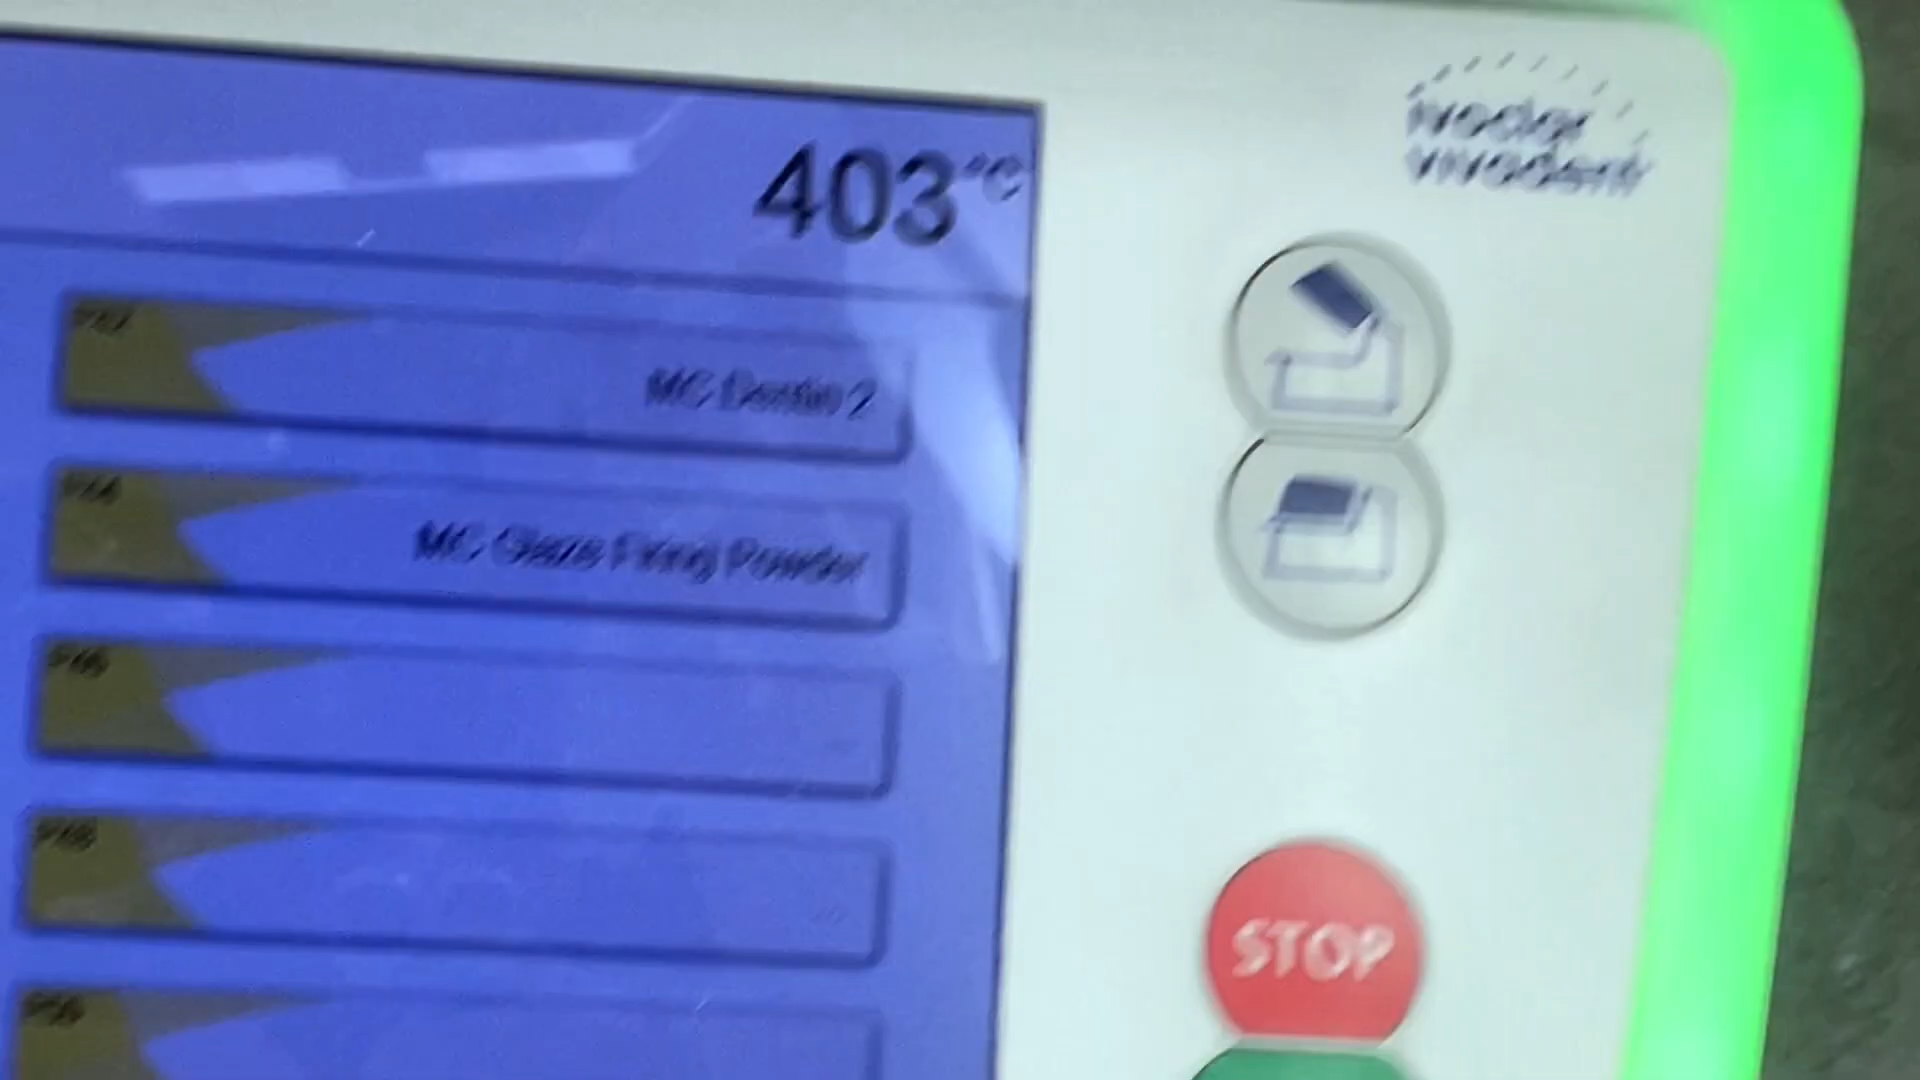 403°C
ivoclar
vivadent
MC Dentin 2
MC Glaze Firing Powder
STOP